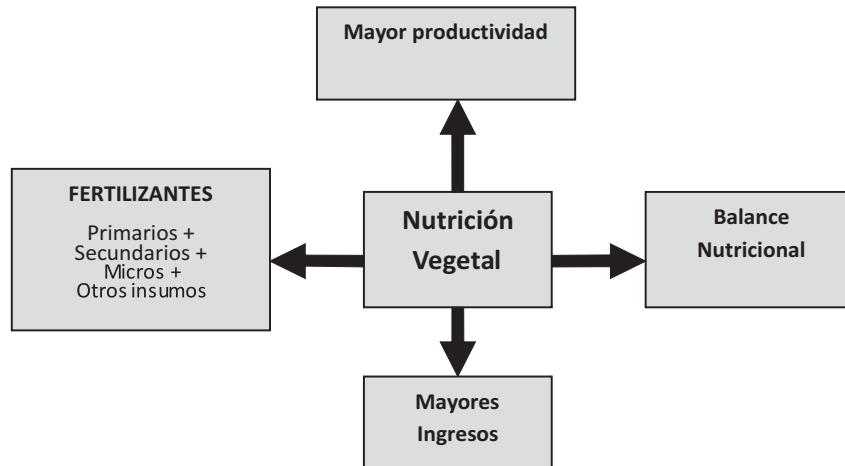 Mayor productividad
FERTILIZANTES
Primarios +
Secundarios +
Micros +
Otros insumos
Nutrición
Vegetal
Balance
Nutricional
Mayores
Ingresos